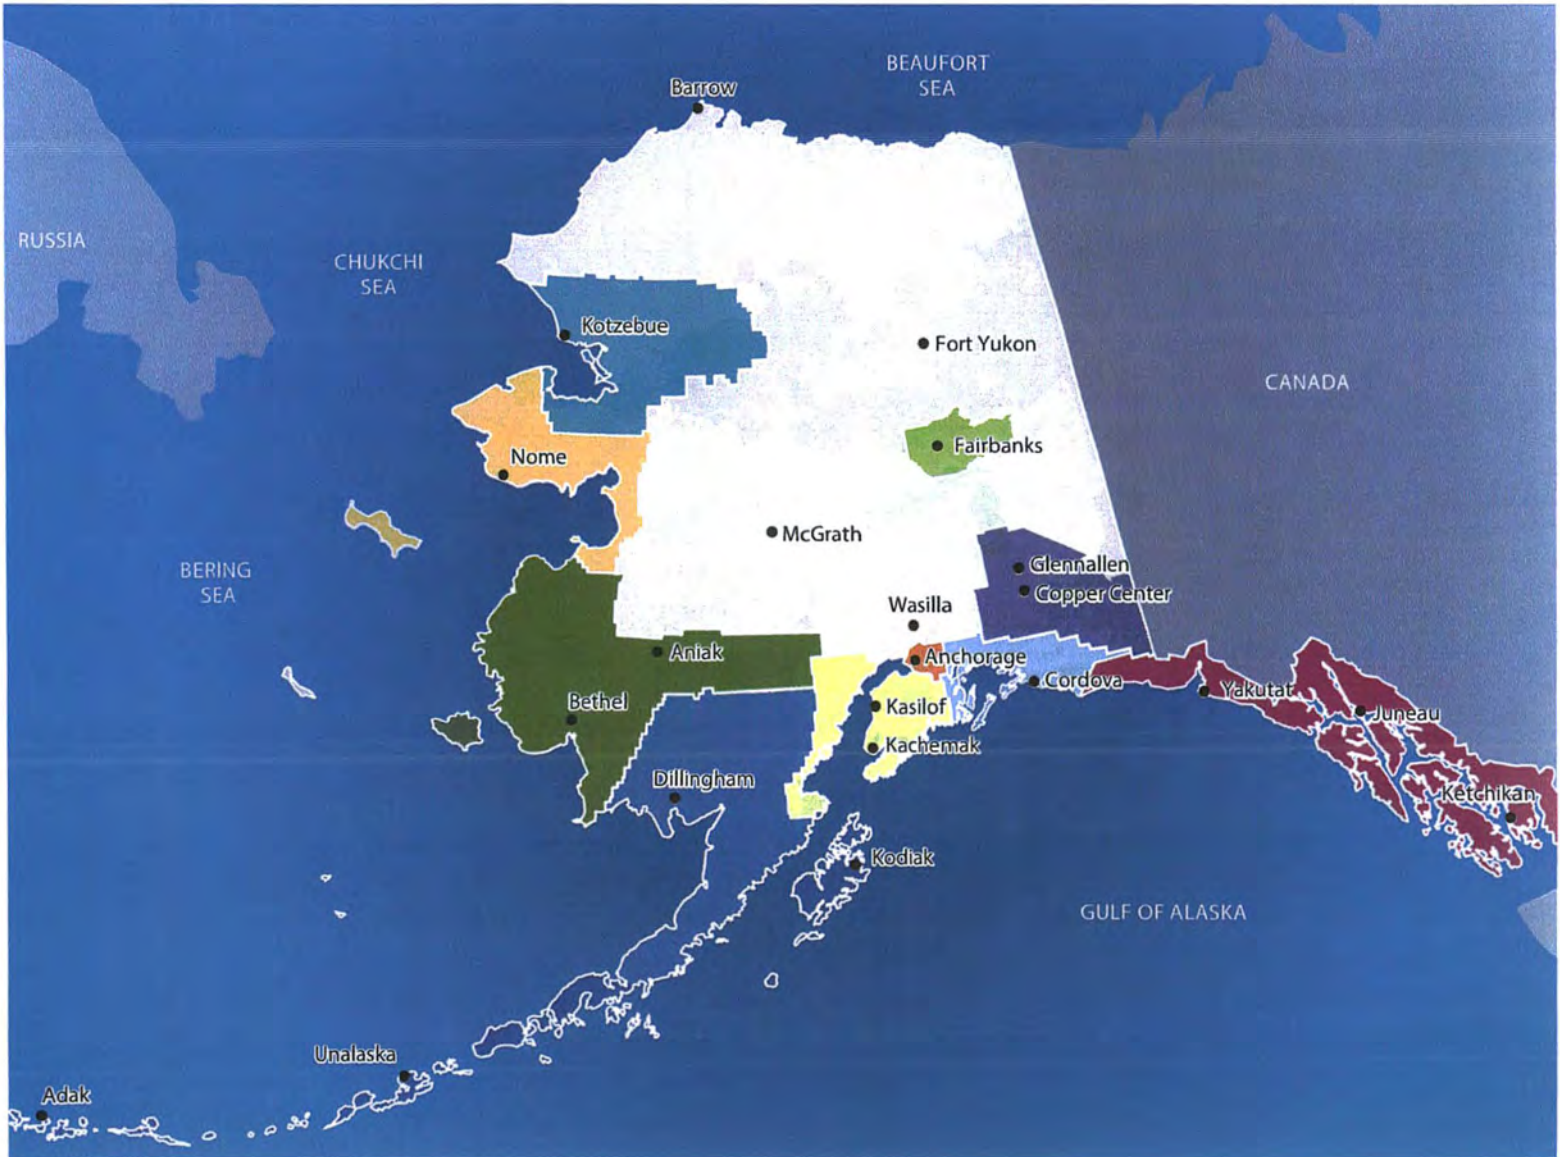 BEAUFORT
SEA
Barrow
RUSSIA
CHUKCHI
SEA
Kotzebue
Fort Yukon
CANADA
Fairbanks
Nome
McGrath
BERING
SEA
Glennallen
Copper Center
Wasilla
Aniak
Anchorage
Cordova
Yakutat
Bethel
Kasilof
Juneau
Kachemak
Dillingham
Ketchikan
Kodiak
GULF OF ALASKA
Unalaska
Adak